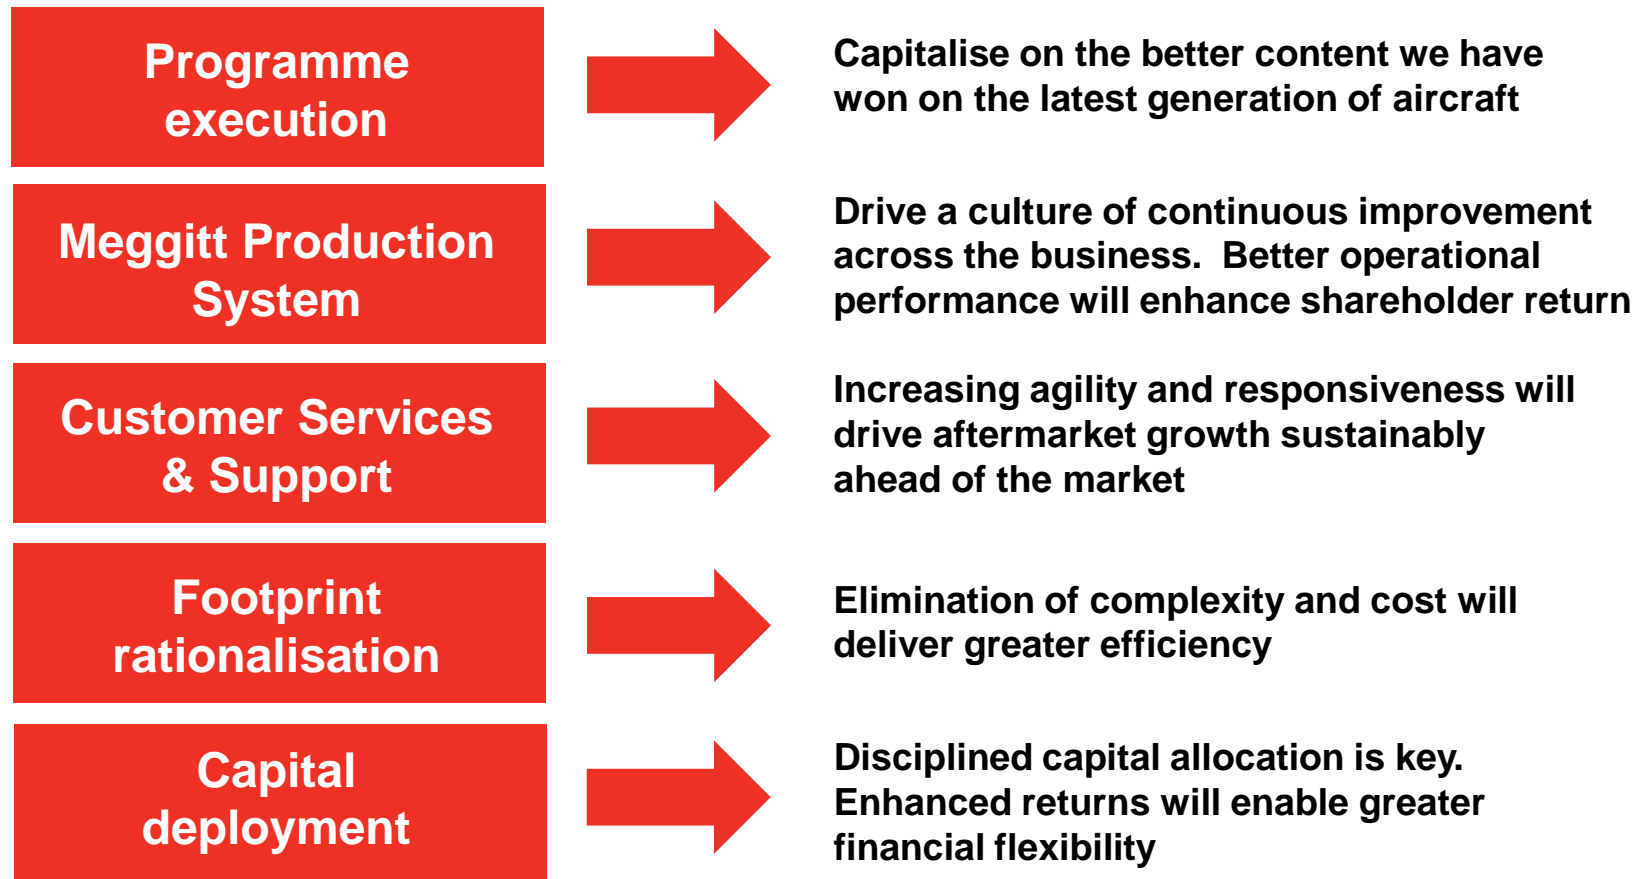 Programme
execution
Capitalise on the better content we have
won on the latest generation of aircraft
Meggitt Production
System
Drive a culture of continuous improvement
across the business.  Better operational
performance will enhance shareholder return
Customer Services
& Support
Increasing agility and responsiveness will
drive aftermarket growth sustainably
ahead of the market
Footprint
rationalisation
Elimination of complexity and cost will
deliver greater efficiency
Capital
deployment
Disciplined capital allocation is key.
Enhanced returns will enable greater
financial flexibility